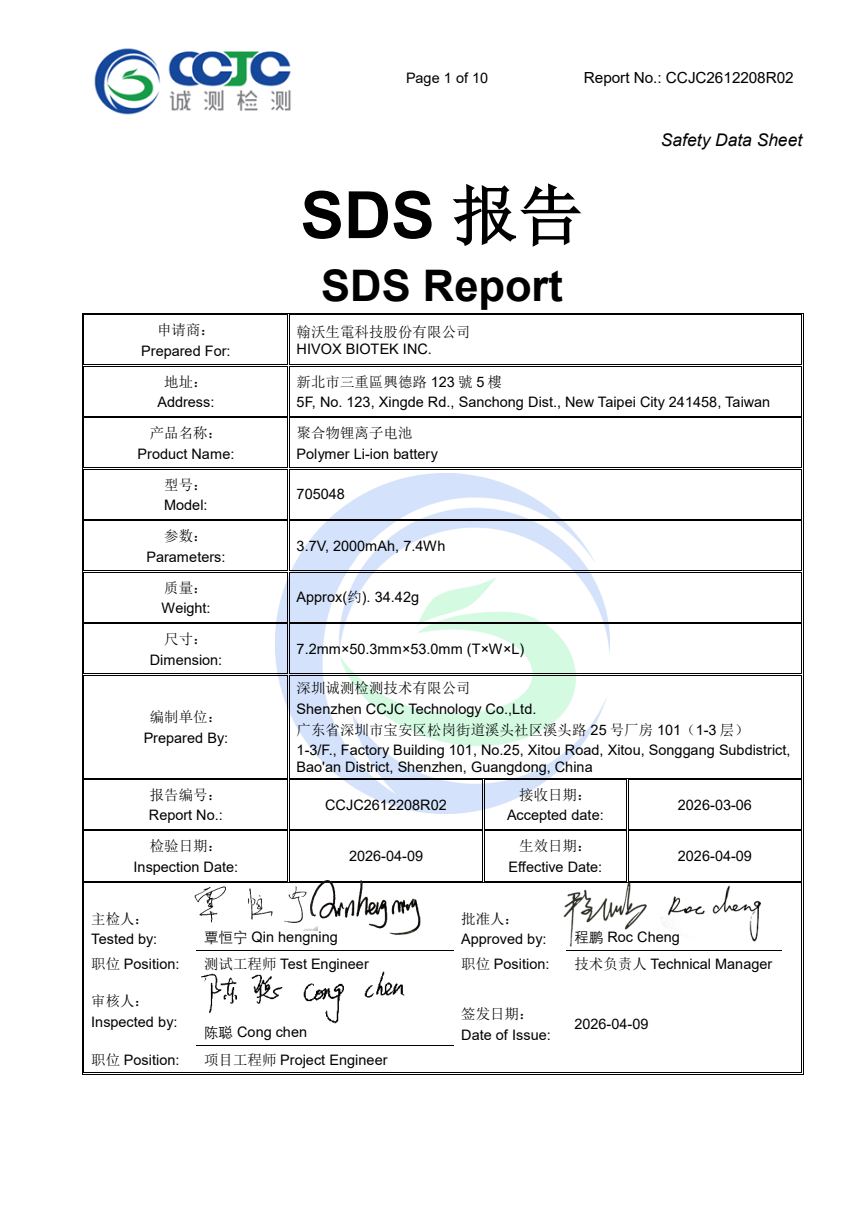 CCJC
诚测检测
Page 1 of 10
Report No.: CCJC2612208R02
Safety Data Sheet
SDS 报告
SDS Report
申请商：
Prepared For:
翰沃生電科技股份有限公司
HIVOX BIOTEK INC.
地址：
Address:
新北市三重區興德路 123 號 5 樓
5F, No. 123, Xingde Rd., Sanchong Dist., New Taipei City 241458, Taiwan
产品名称：
Product Name:
聚合物锂离子电池
Polymer Li-ion battery
型号：
Model:
705048
参数：
Parameters:
3.7V, 2000mAh, 7.4Wh
质量：
Weight:
Approx(约). 34.42g
尺寸：
Dimension:
7.2mm×50.3mm×53.0mm (T×W×L)
编制单位：
Prepared By:
深圳诚测检测技术有限公司
Shenzhen CCJC Technology Co.,Ltd.
广东省深圳市宝安区松岗街道溪头社区溪头路 25 号厂房 101（1-3 层）
1-3/F., Factory Building 101, No.25, Xitou Road, Xitou, Songgang Subdistrict,
Bao'an District, Shenzhen, Guangdong, China
报告编号：
Report No.:
CCJC2612208R02
接收日期：
Accepted date:
2026-03-06
检验日期：
Inspection Date:
2026-04-09
生效日期：
Effective Date:
2026-04-09
覃恒宁 Qin hengning
主检人：
Tested by:
覃恒宁 Qin hengning
职位 Position:
测试工程师 Test Engineer
Roc cheng
批准人：
Approved by:
程鹏 Roc Cheng
职位 Position:
技术负责人 Technical Manager
陈聪 Cong chen
审核人：
Inspected by:
陈聪 Cong chen
签发日期：
Date of Issue:
2026-04-09
职位 Position:
项目工程师 Project Engineer